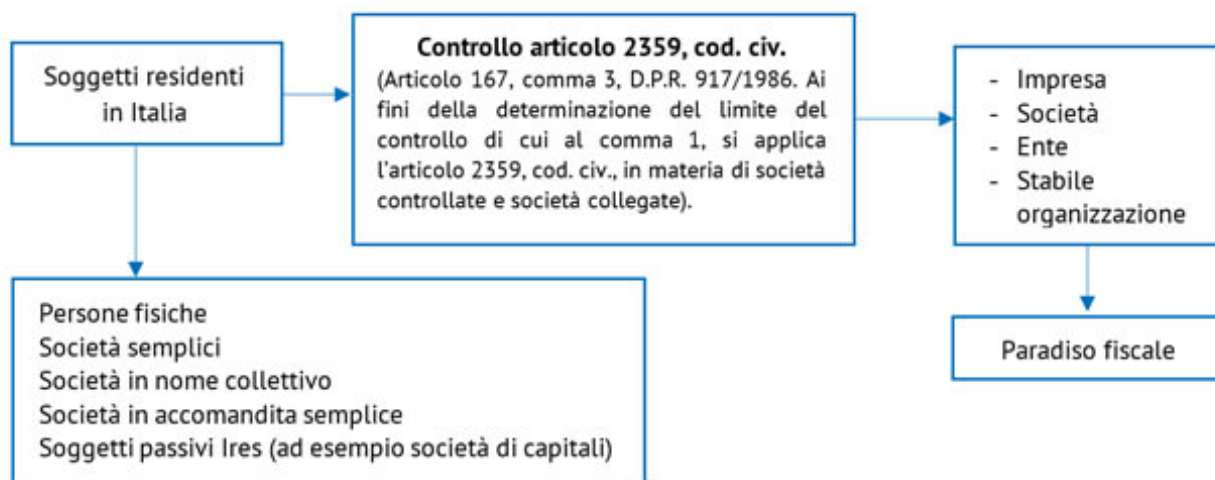 Soggetti residenti
in Italia
Controllo articolo 2359, cod. civ.
(Articolo 167, comma 3, D.P.R. 917/1986. Ai
fini della determinazione del limite del
controllo di cui al comma 1, si applica
l'articolo 2359, cod. civ., in materia di società
controllate e società collegate).
- Impresa
- Società
- Ente
- Stabile
organizzazione
Persone fisiche
Società semplici
Società in nome collettivo
Società in accomandita semplice
Soggetti passivi Ires (ad esempio società di capitali)
Paradiso fiscale